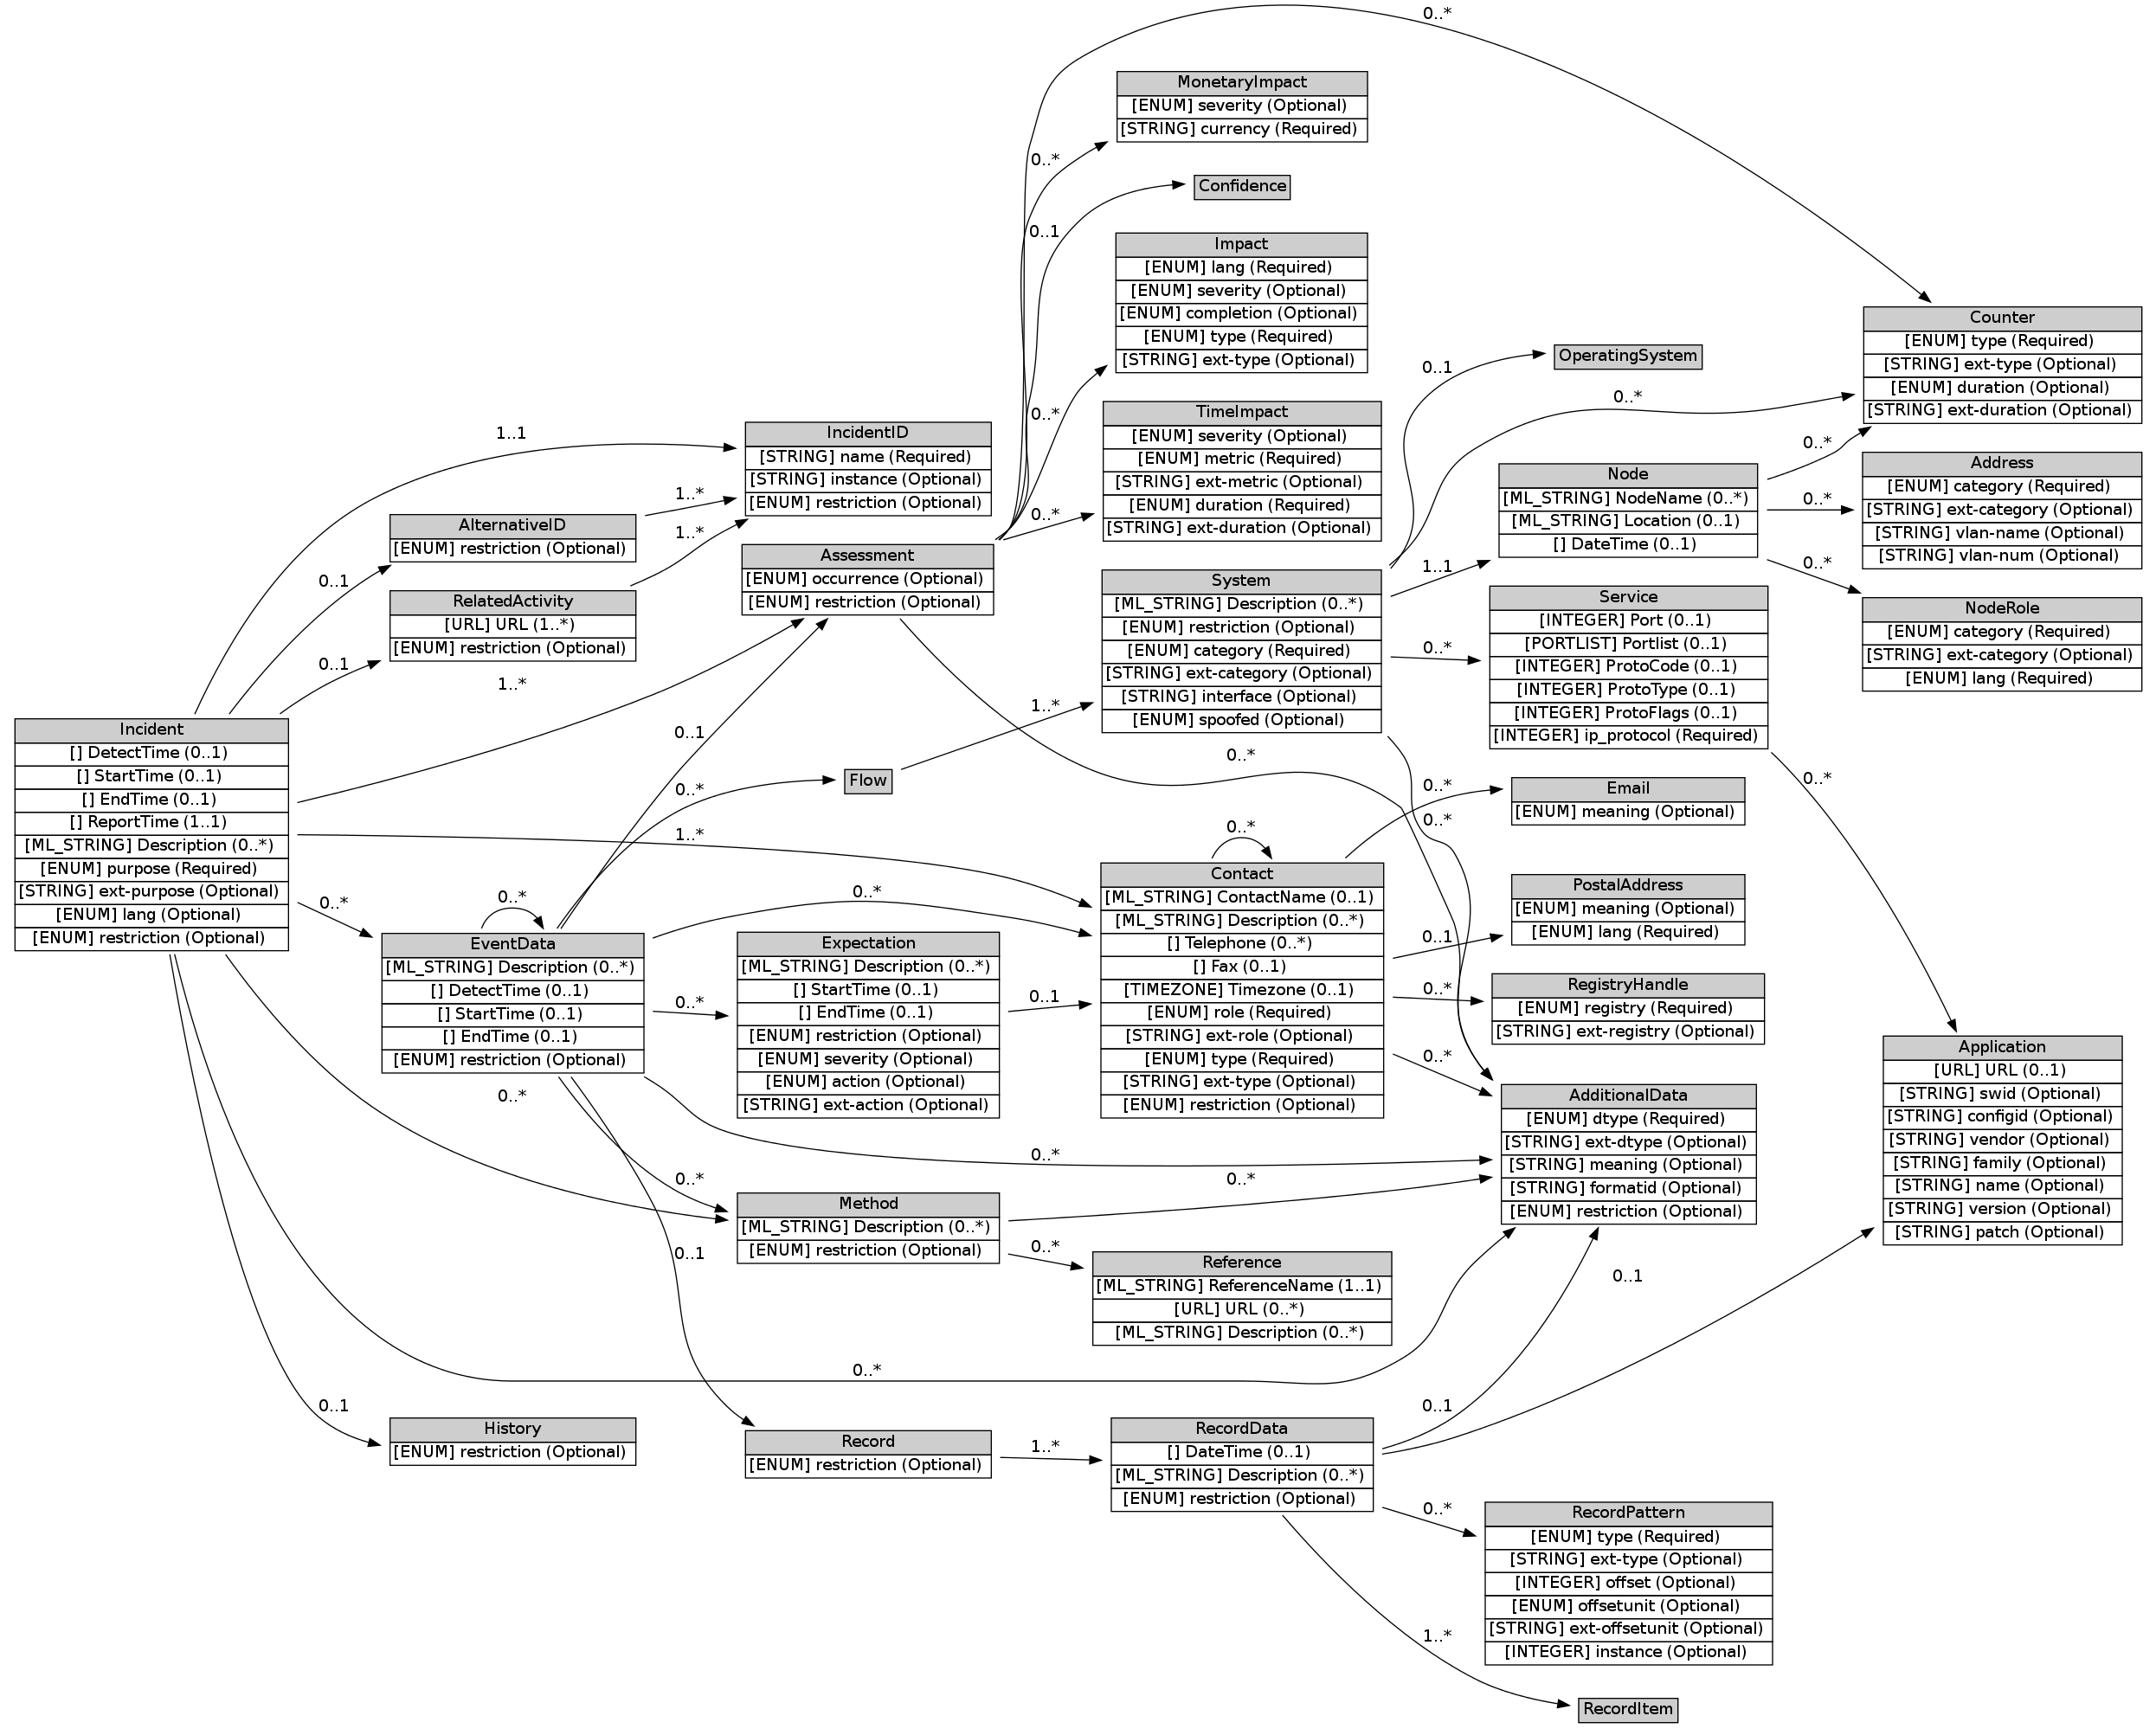 0..*
MonetaryImpact
[ENUM] severity (Optional)
[STRING] currency (Required)
0..*
Confidence
0..1
Impact
[ENUM] lang (Required)
[ENUM] severity (Optional)
[ENUM] completion (Optional)
[ENUM] type (Required)
[STRING] ext-type (Optional)
0..*
TimeImpact
[ENUM] severity (Optional)
[ENUM] metric (Required)
[STRING] ext-metric (Optional)
[ENUM] duration (Required)
[STRING] ext-duration (Optional)
0..*
OperatingSystem
0..1
0..*
Counter
[ENUM] type (Required)
[STRING] ext-type (Optional)
[ENUM] duration (Optional)
[STRING] ext-duration (Optional)
0..*
Node
[ML_STRING] NodeName (0..*)
[ML_STRING] Location (0..1)
[] DateTime (0..1)
1..1
0..*
Address
[ENUM] category (Required)
[STRING] ext-category (Optional)
[STRING] vlan-name (Optional)
[STRING] vlan-num (Optional)
0..*
NodeRole
[ENUM] category (Required)
[STRING] ext-category (Optional)
[ENUM] lang (Required)
1..1
IncidentID
[STRING] name (Required)
[STRING] instance (Optional)
[ENUM] restriction (Optional)
1..*
AlternativeID
[ENUM] restriction (Optional)
0..1
1..*
RelatedActivity
[URL] URL (1..*)
[ENUM] restriction (Optional)
0..1
Assessment
[ENUM] occurrence (Optional)
[ENUM] restriction (Optional)
1..*
0..1
System
[ML_STRING] Description (0..*)
[ENUM] restriction (Optional)
[ENUM] category (Required)
[STRING] ext-category (Optional)
[STRING] interface (Optional)
[ENUM] spoofed (Optional)
1..*
0..*
Service
[INTEGER] Port (0..1)
[PORTLIST] Portlist (0..1)
[INTEGER] ProtoCode (0..1)
[INTEGER] ProtoType (0..1)
[INTEGER] ProtoFlags (0..1)
[INTEGER] ip_protocol (Required)
0..*
Incident
[] DetectTime (0..1)
[] StartTime (0..1)
[] EndTime (0..1)
[] ReportTime (1..1)
[ML_STRING] Description (0..*)
[ENUM] purpose (Required)
[STRING] ext-purpose (Optional)
[ENUM] lang (Optional)
[ENUM] restriction (Optional)
Flow
0..*
0..*
1..*
0..*
0..*
Email
[ENUM] meaning (Optional)
0..*
0..*
Contact
[ML_STRING] ContactName (0..1)
[ML_STRING] Description (0..*)
[] Telephone (0..*)
[] Fax (0..1)
[TIMEZONE] Timezone (0..1)
[ENUM] role (Required)
[STRING] ext-role (Optional)
[ENUM] type (Required)
[STRING] ext-type (Optional)
[ENUM] restriction (Optional)
PostalAddress
[ENUM] meaning (Optional)
[ENUM] lang (Required)
0..1
RegistryHandle
[ENUM] registry (Required)
[STRING] ext-registry (Optional)
0..*
0..*
0..*
0..*
EventData
[ML_STRING] Description (0..*)
[] DetectTime (0..1)
[] StartTime (0..1)
[] EndTime (0..1)
[ENUM] restriction (Optional)
0..*
Expectation
[ML_STRING] Description (0..*)
[] StartTime (0..1)
[] EndTime (0..1)
[ENUM] restriction (Optional)
[ENUM] severity (Optional)
[ENUM] action (Optional)
[STRING] ext-action (Optional)
0..*
0..1
AdditionalData
[ENUM] dtype (Required)
[STRING] ext-dtype (Optional)
[STRING] meaning (Optional)
[STRING] formatid (Optional)
[ENUM] restriction (Optional)
Application
[URL] URL (0..1)
[STRING] swid (Optional)
[STRING] configid (Optional)
[STRING] vendor (Optional)
[STRING] family (Optional)
[STRING] name (Optional)
[STRING] version (Optional)
[STRING] patch (Optional)
0..*
0..*
0..*
Method
[ML_STRING] Description (0..*)
[ENUM] restriction (Optional)
0..*
0..1
0..*
Reference
[ML_STRING] ReferenceName (1..1)
[URL] URL (0..*)
[ML_STRING] Description (0..*)
0..1
0..*
0..1
History
[ENUM] restriction (Optional)
Record
[ENUM] restriction (Optional)
1..*
RecordData
[] DateTime (0..1)
[ML_STRING] Description (0..*)
[ENUM] restriction (Optional)
0..1
0..*
RecordPattern
[ENUM] type (Required)
[STRING] ext-type (Optional)
[INTEGER] offset (Optional)
[ENUM] offsetunit (Optional)
[STRING] ext-offsetunit (Optional)
[INTEGER] instance (Optional)
1..*
RecordItem